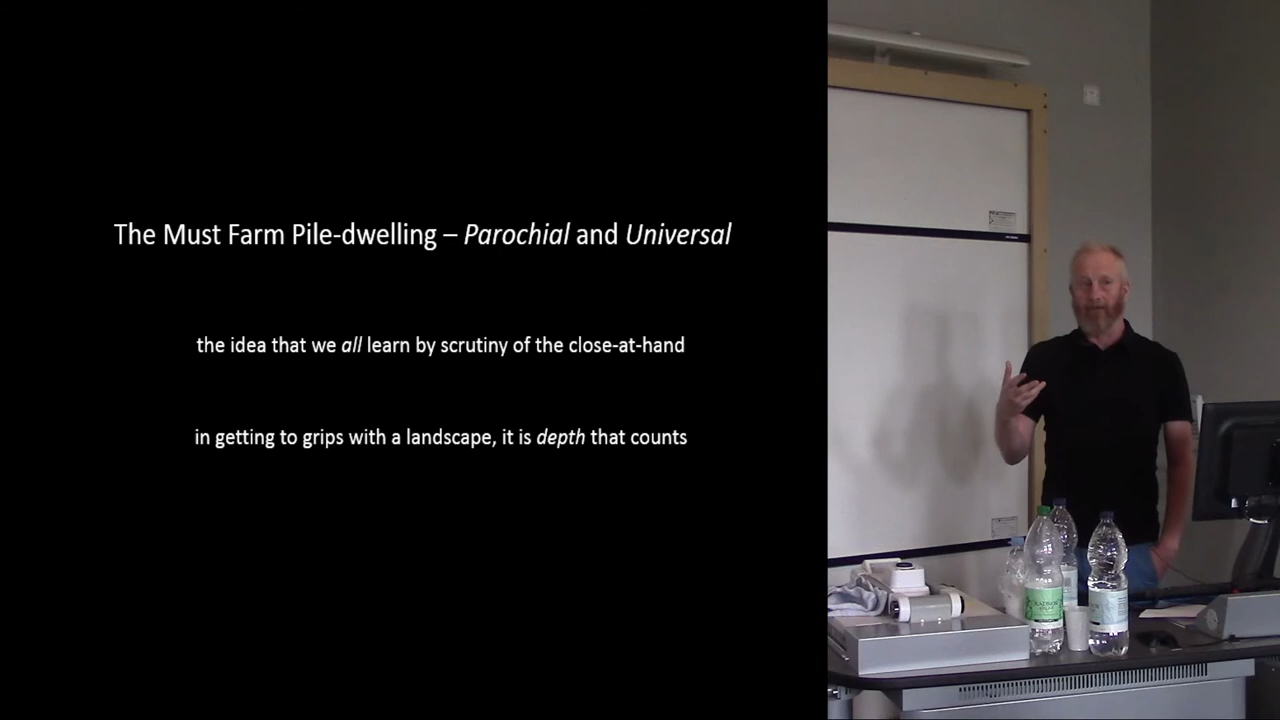 The Must Farm Pile-dwelling – Parochial and Universal
the idea that we all learn by scrutiny of the close-at-hand
in getting to grips with a landscape, it is depth that counts